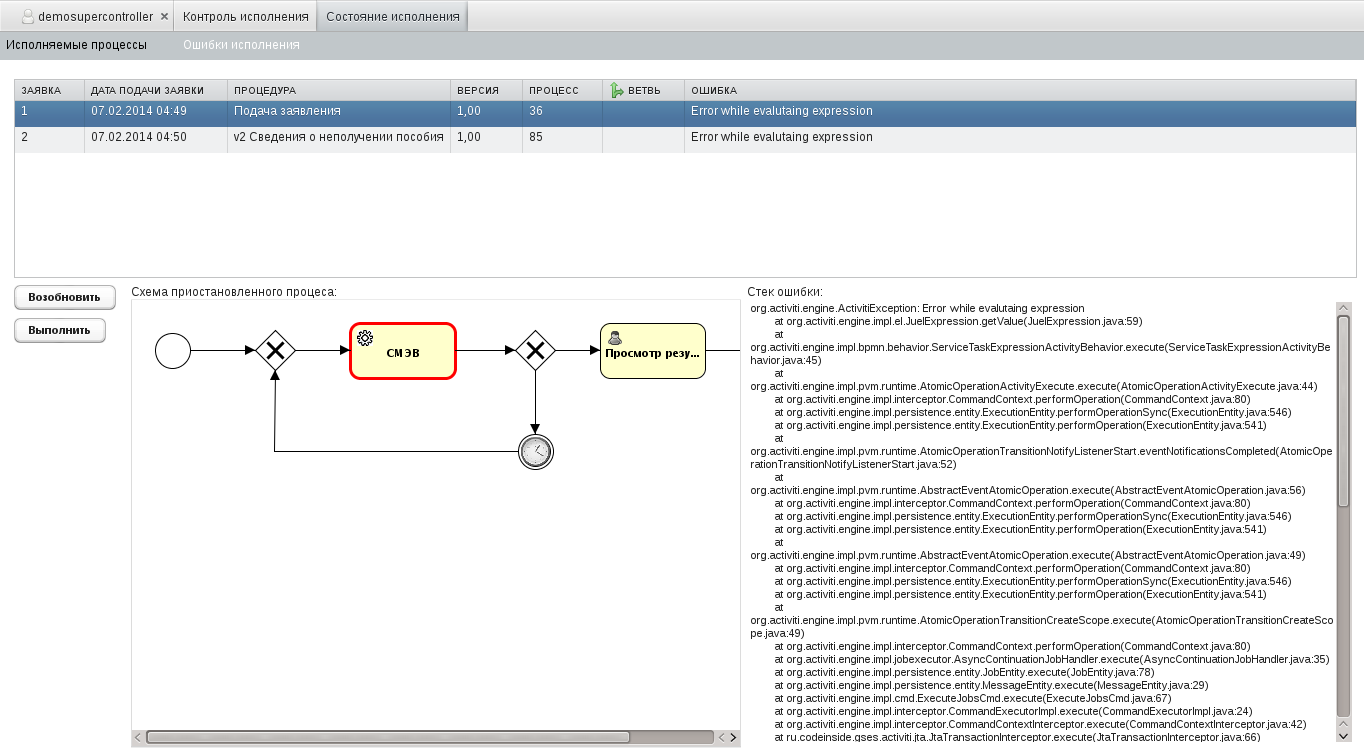 demosupercontroller ×
Контроль исполнения
Состояние исполнения
Исполняемые процессы
Ошибки исполнения
ЗАЯВКА ДАТА ПОДАЧИ ЗАЯВКИ ПРОЦЕДУРА ВЕРСИЯ ПРОЦЕСС ВЕТВЬ ОШИБКА
1 07.02.2014 04:49 Подача заявления 1,00 36 Error while evalutaing expression
2 07.02.2014 04:50 v2 Сведения о неполучении пособия 1,00 85 Error while evalutaing expression
Возобновить
Выполнить
Схема приостановленного процеса:
СМЭВ
Просмотр резу...
Стек ошибки:
org.activiti.engine.ActivitiException: Error while evalutaing expression
at org.activiti.engine.impl.el.JuelExpression.getValue(JuelExpression.java:59)
at
org.activiti.engine.impl.bpmn.behavior.ServiceTaskExpressionActivityBehavior.execute(ServiceTaskExpressionActivityBe
havior.java:45)
at
org.activiti.engine.impl.pvm.runtime.AtomicOperationActivityExecute.execute(AtomicOperationActivityExecute.java:44)
at org.activiti.engine.impl.interceptor.CommandContext.performOperation(CommandContext.java:80)
at org.activiti.engine.impl.persistence.entity.ExecutionEntity.performOperationSync(ExecutionEntity.java:546)
at org.activiti.engine.impl.persistence.entity.ExecutionEntity.performOperation(ExecutionEntity.java:541)
at
org.activiti.engine.impl.pvm.runtime.AtomicOperationTransitionNotifyListenerStart.eventNotificationsCompleted(AtomicOpe
rationTransitionNotifyListenerStart.java:52)
at
org.activiti.engine.impl.pvm.runtime.AbstractEventAtomicOperation.execute(AbstractEventAtomicOperation.java:56)
at org.activiti.engine.impl.interceptor.CommandContext.performOperation(CommandContext.java:80)
at org.activiti.engine.impl.persistence.entity.ExecutionEntity.performOperationSync(ExecutionEntity.java:546)
at org.activiti.engine.impl.persistence.entity.ExecutionEntity.performOperation(ExecutionEntity.java:541)
at
org.activiti.engine.impl.pvm.runtime.AbstractEventAtomicOperation.execute(AbstractEventAtomicOperation.java:49)
at org.activiti.engine.impl.interceptor.CommandContext.performOperation(CommandContext.java:80)
at org.activiti.engine.impl.persistence.entity.ExecutionEntity.performOperationSync(ExecutionEntity.java:546)
at org.activiti.engine.impl.persistence.entity.ExecutionEntity.performOperation(ExecutionEntity.java:541)
at
org.activiti.engine.impl.pvm.runtime.AtomicOperationTransitionCreateScope.execute(AtomicOperationTransitionCreateSco
pe.java:49)
at org.activiti.engine.impl.interceptor.CommandContext.performOperation(CommandContext.java:80)
at org.activiti.engine.impl.jobexecutor.AsyncContinuationJobHandler.execute(AsyncContinuationJobHandler.java:35)
at org.activiti.engine.impl.persistence.entity.JobEntity.execute(JobEntity.java:78)
at org.activiti.engine.impl.persistence.entity.MessageEntity.execute(MessageEntity.java:29)
at org.activiti.engine.impl.cmd.ExecuteJobsCmd.execute(ExecuteJobsCmd.java:67)
at org.activiti.engine.impl.interceptor.CommandExecutorImpl.execute(CommandExecutorImpl.java:24)
at org.activiti.engine.impl.interceptor.CommandContextInterceptor.execute(CommandContextInterceptor.java:42)
at ru.codeinside.gses.activiti.jta.JtaTransactionInterceptor.execute(JtaTransactionInterceptor.java:66)